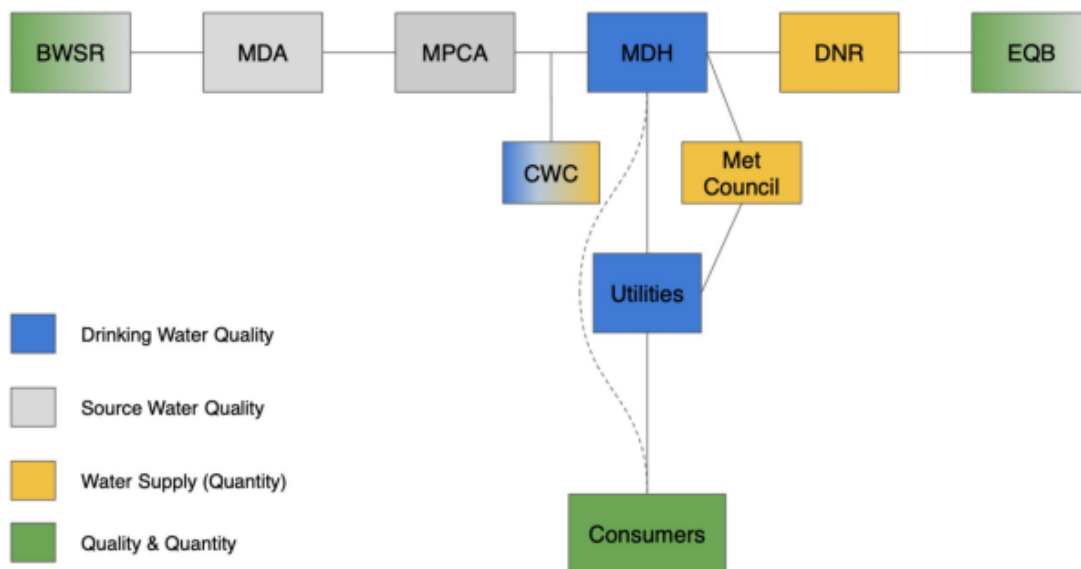 BWSR
MDA
MPCA
MDH
DNR
EQB
CWC
Met
Council
Utilities
Drinking Water Quality
Source Water Quality
Water Supply (Quantity)
Quality & Quantity
Consumers